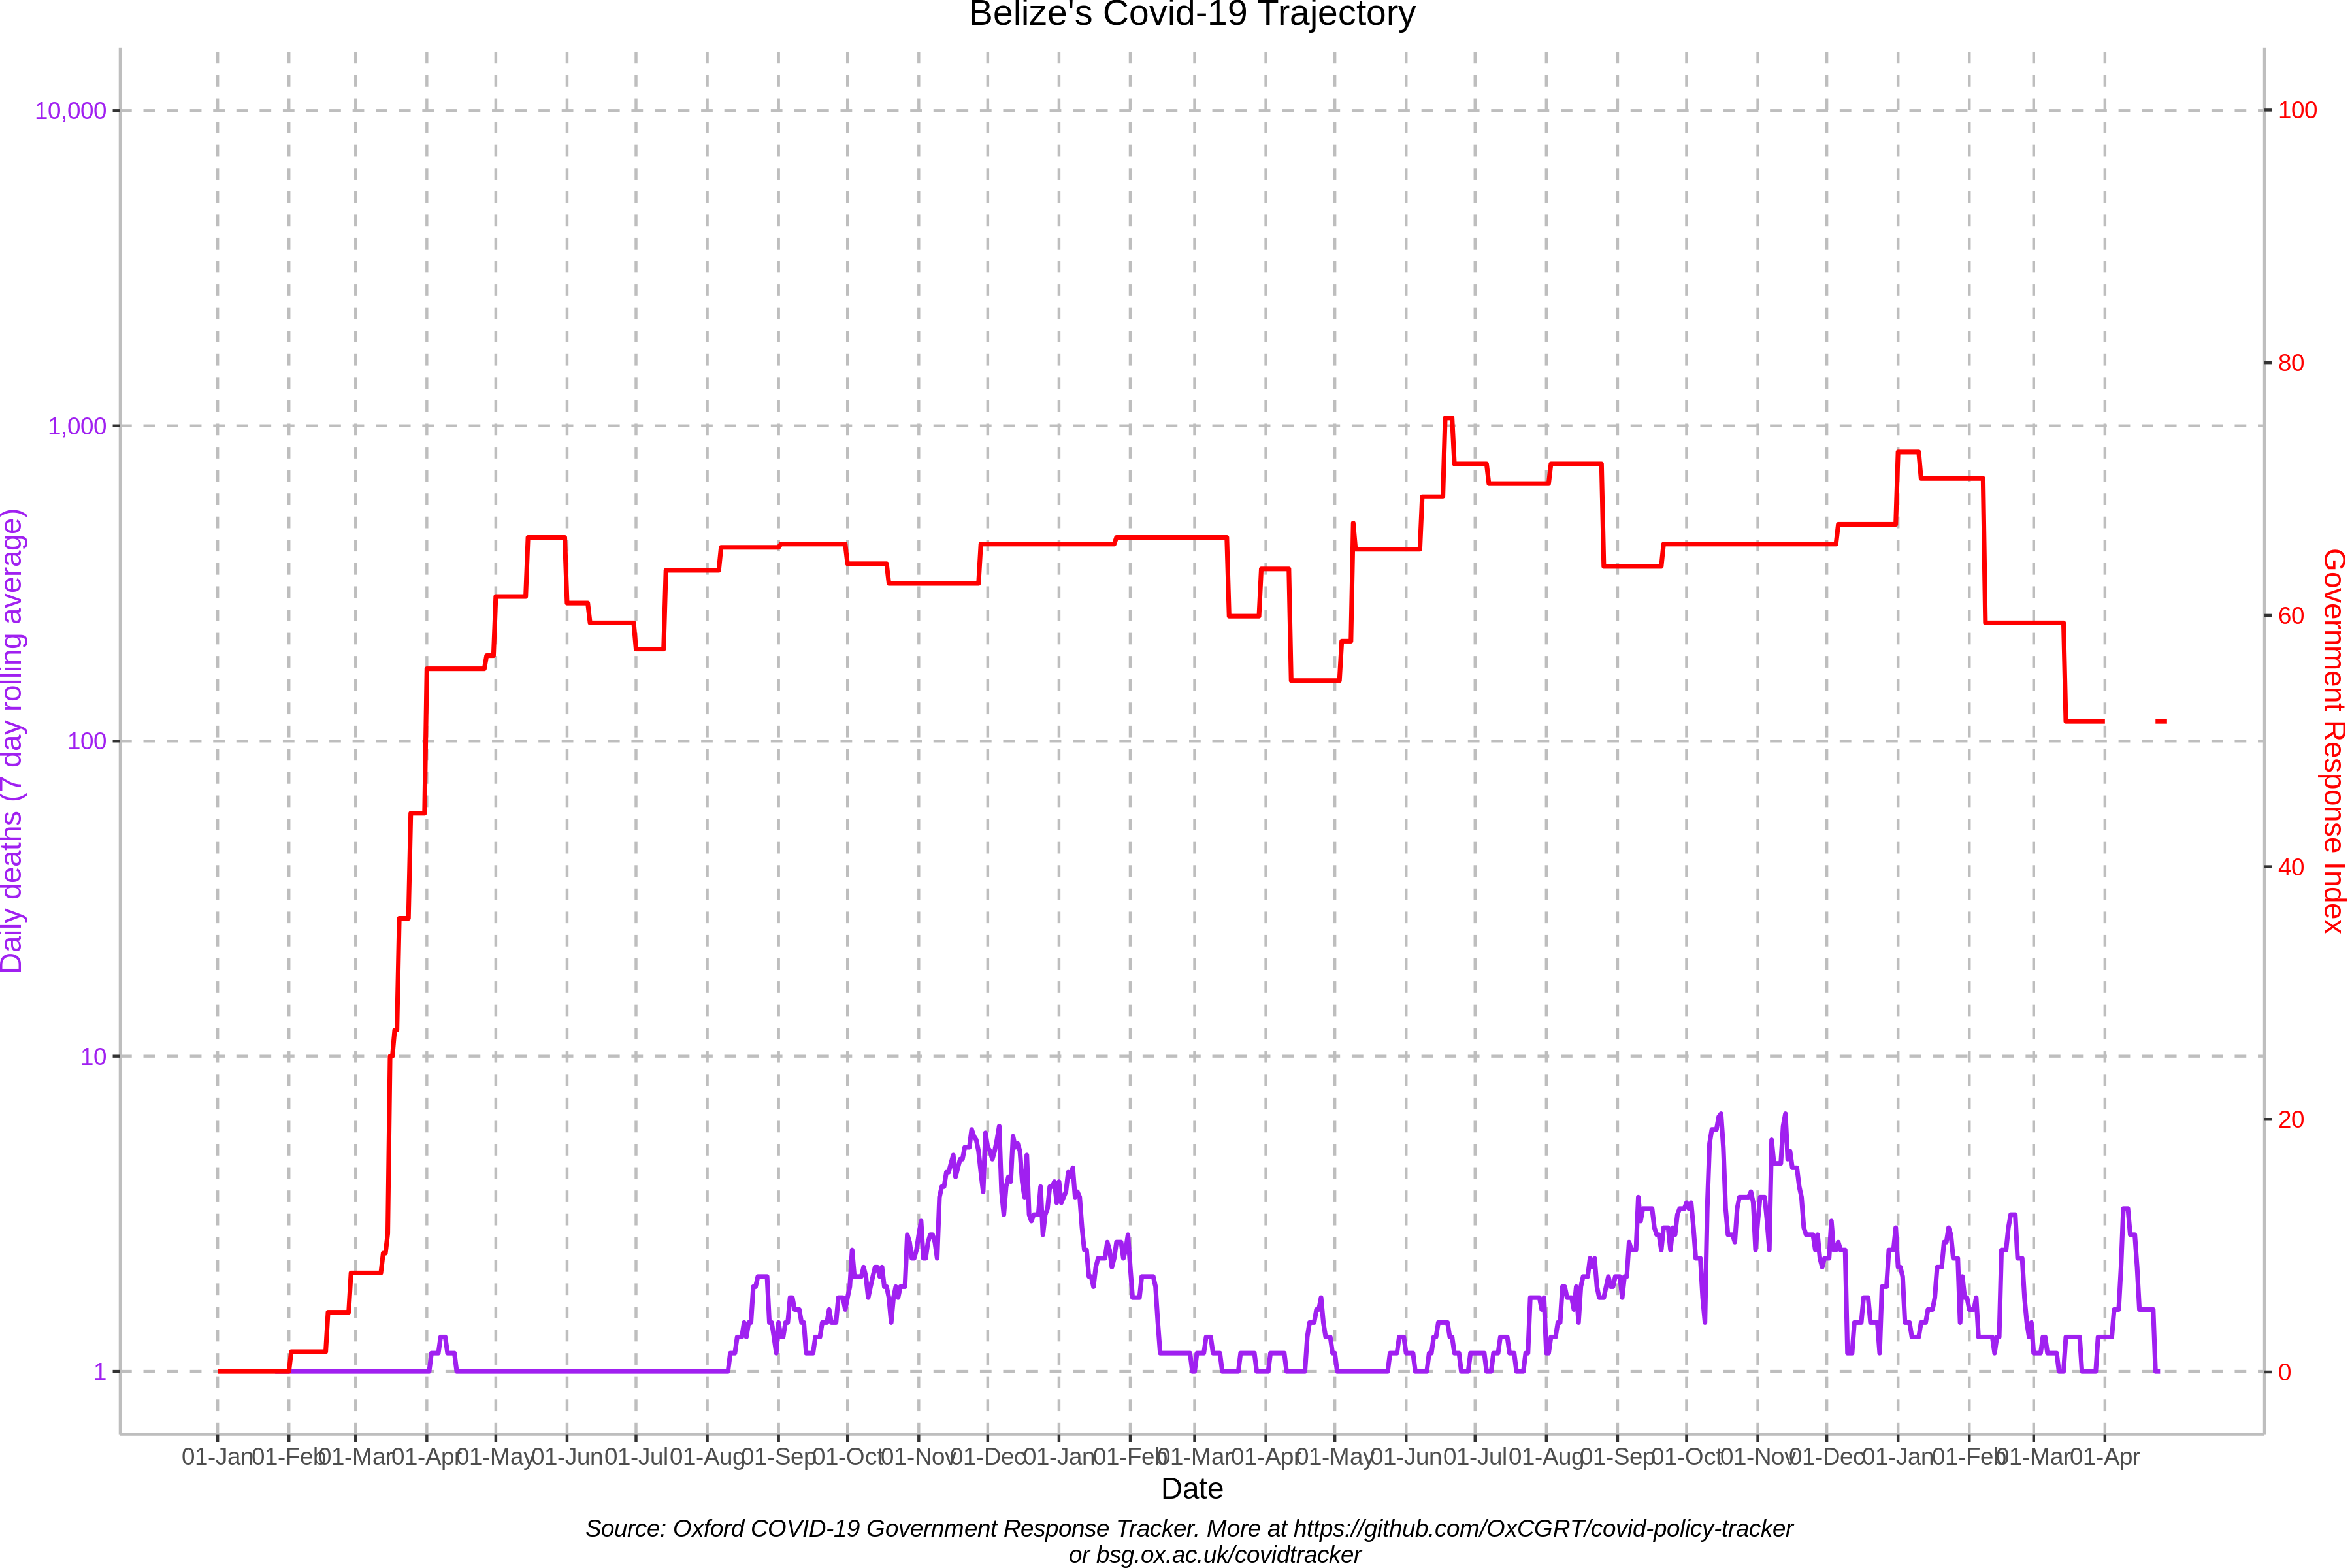 Belize's Covid-19 Trajectory
10,000
1,000
100
10
1
Daily deaths (7 day rolling average)
100
80
60
40
20
0
Government Response Index
01-Jan 01-Feb 01-Mar 01-Apr 01-May 01-Jun 01-Jul 01-Aug 01-Sep 01-Oct 01-Nov 01-Dec 01-Jan 01-Feb 01-Mar 01-Apr 01-May 01-Jun 01-Jul 01-Aug 01-Sep 01-Oct 01-Nov 01-Dec 01-Jan 01-Feb 01-Mar 01-Apr
Date
Source: Oxford COVID-19 Government Response Tracker. More at https://github.com/OxCGRT/covid-policy-tracker
or bsg.ox.ac.uk/covidtracker